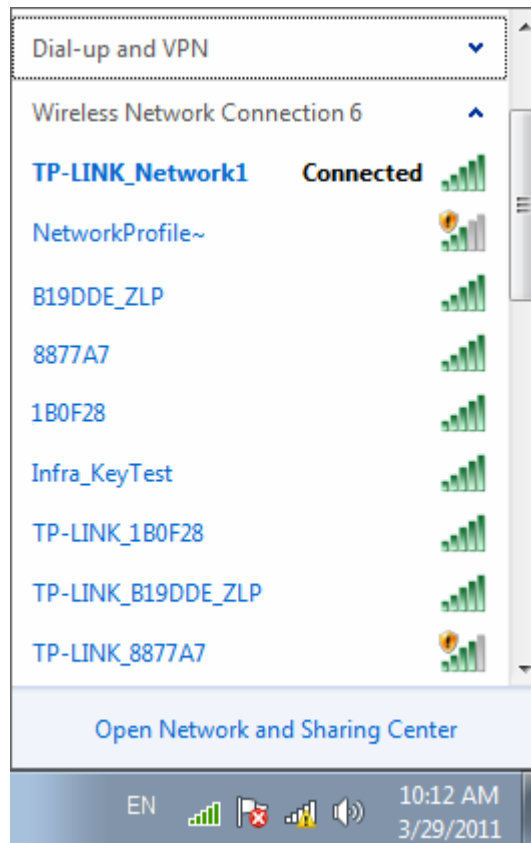 Dial-up and VPN
Wireless Network Connection 6
TP-LINK_Network1 Connected
NetworkProfile~
B19DDE_ZLP
8877A7
1B0F28
Infra_KeyTest
TP-LINK_1B0F28
TP-LINK_B19DDE_ZLP
TP-LINK_8877A7
Open Network and Sharing Center
EN 10:12 AM
3/29/2011